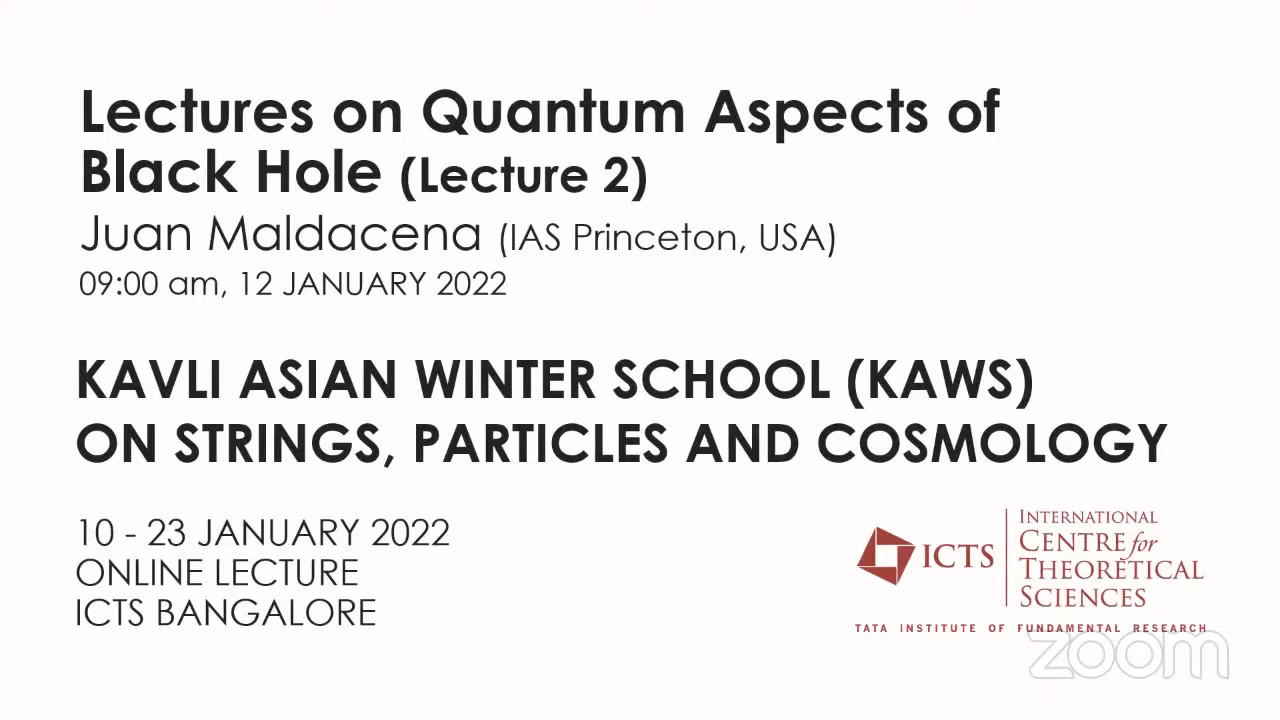 Lectures on Quantum Aspects of
Black Hole (Lecture 2)
Juan Maldacena (IAS Princeton, USA)
09:00 am, 12 JANUARY 2022
KAVLI ASIAN WINTER SCHOOL (KAWS)
ON STRINGS, PARTICLES AND COSMOLOGY
10 - 23 JANUARY 2022
ONLINE LECTURE
ICTS BANGALORE
ICTS
INTERNATIONAL
CENTRE for
THEORETICAL
SCIENCES
TATA INSTITUTE OF FUNDAMENTAL RESEARCH
zoom